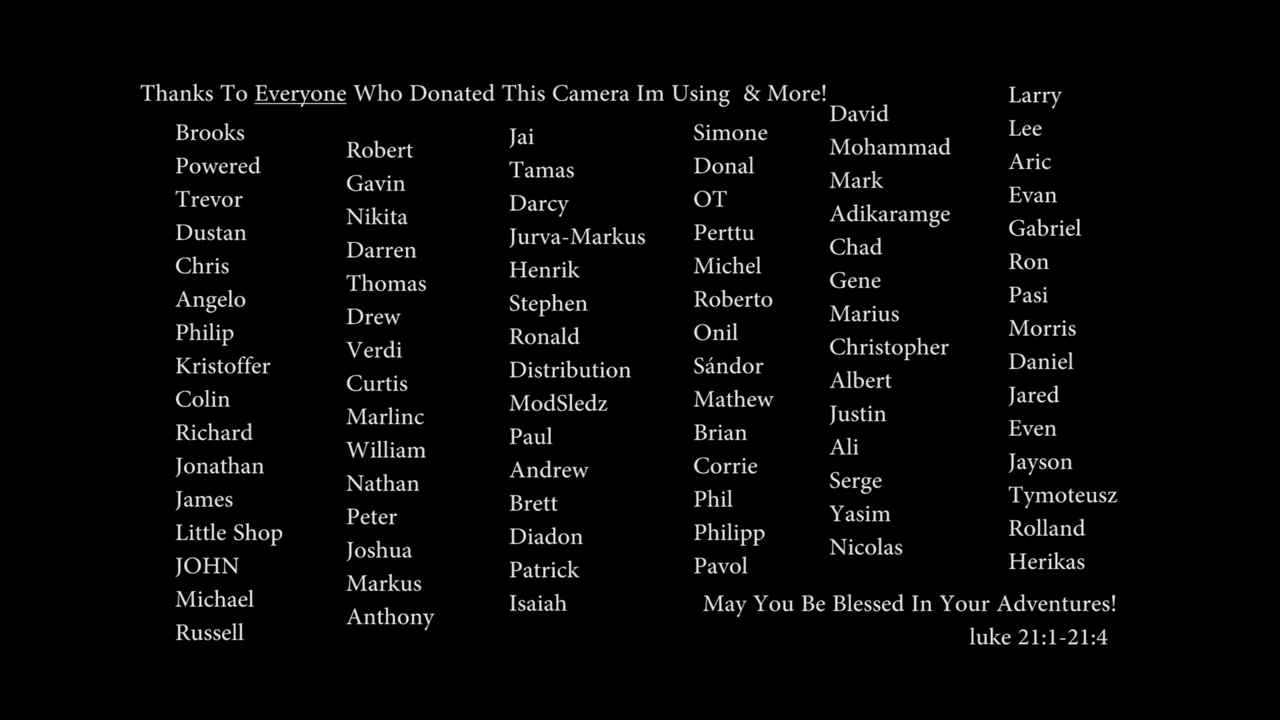 Thanks To Everyone Who Donated This Camera Im Using & More!
Brooks
Powered
Trevor
Dustan
Chris
Angelo
Philip
Kristoffer
Colin
Richard
Jonathan
James
Little Shop
JOHN
Michael
Russell
Robert
Gavin
Nikita
Darren
Thomas
Drew
Verdi
Curtis
Marlinc
William
Nathan
Peter
Joshua
Markus
Anthony
Jai
Tamas
Darcy
Jurva-Markus
Henrik
Stephen
Ronald
Distribution
ModSledz
Paul
Andrew
Brett
Diadon
Patrick
Isaiah
Simone
Donal
OT
Perttu
Michel
Roberto
Onil
Sándor
Mathew
Brian
Corrie
Phil
Philipp
Pavol
David
Mohammad
Mark
Adikaramge
Chad
Gene
Marius
Christopher
Albert
Justin
Ali
Serge
Yasim
Nicolas
Larry
Lee
Aric
Evan
Gabriel
Ron
Pasi
Morris
Daniel
Jared
Even
Jayson
Tymoteusz
Rolland
Herikas
May You Be Blessed In Your Adventures!
luke 21:1-21:4